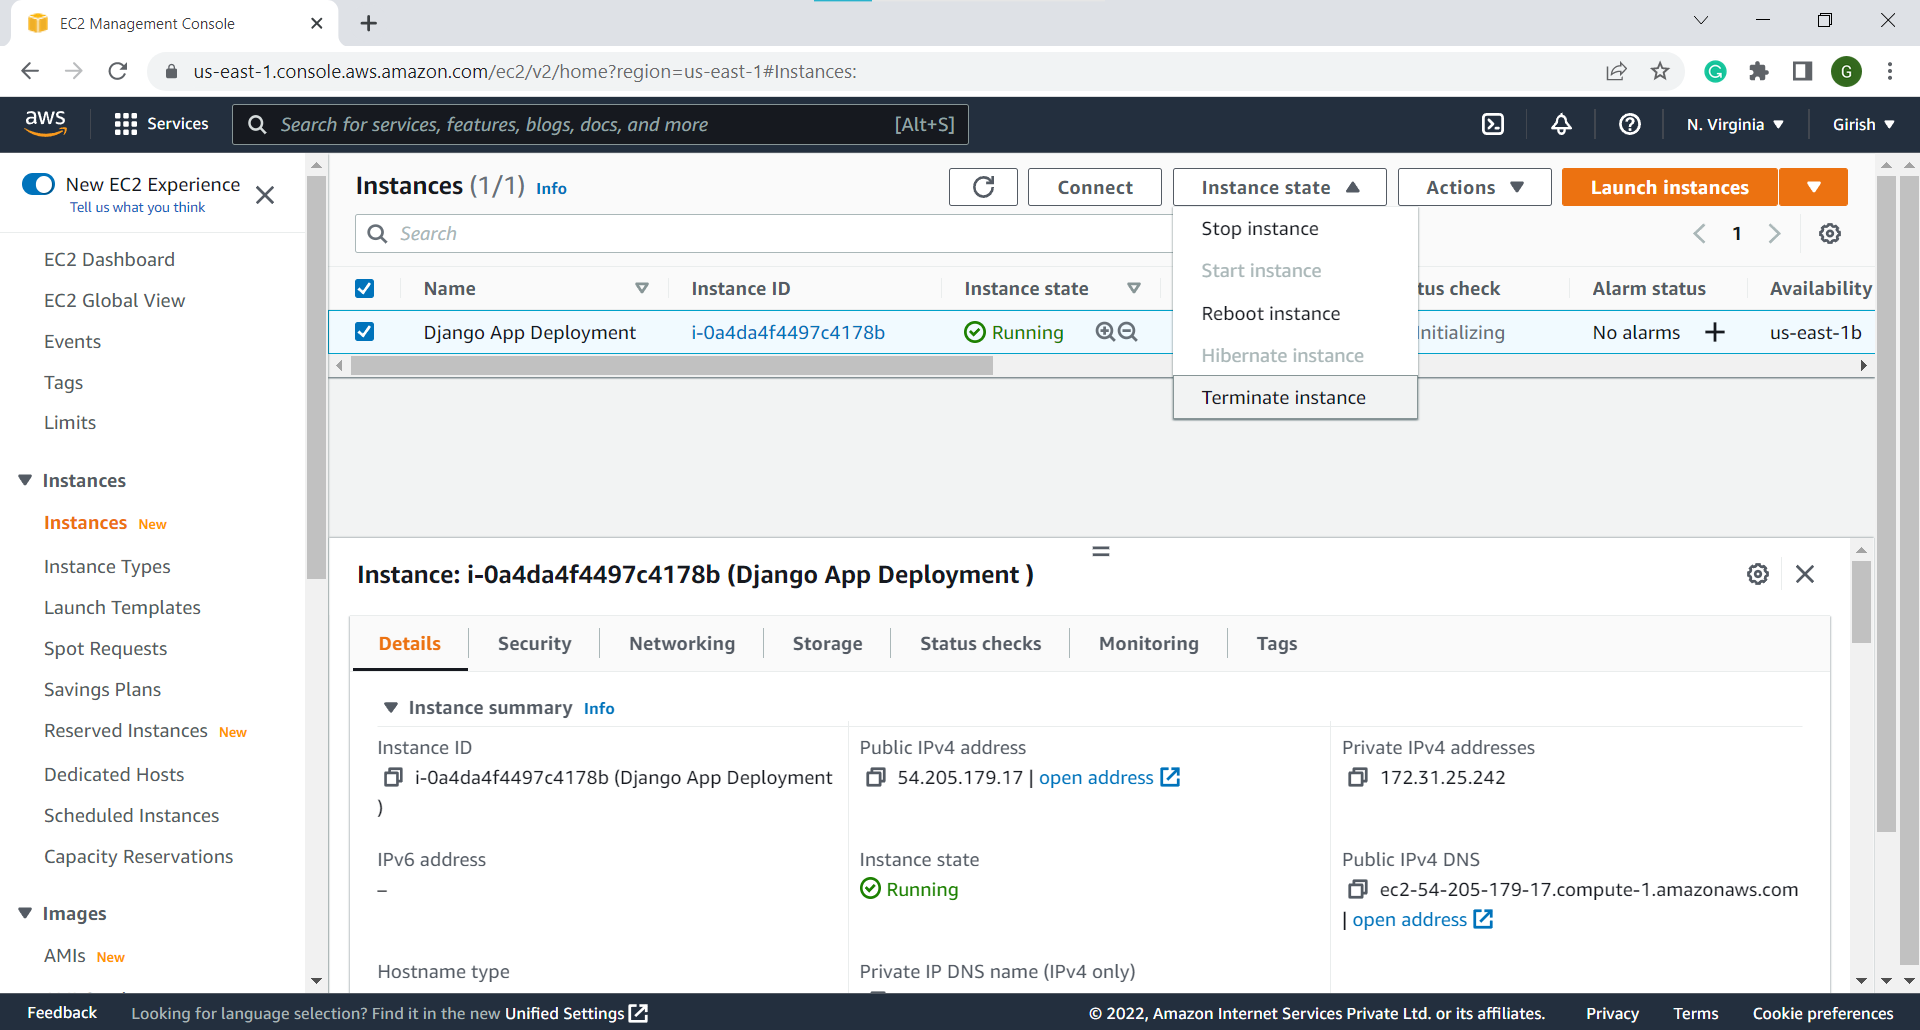 EC2 Management Console
us-east-1.console.aws.amazon.com/ec2/v2/home?region=us-east-1#Instances:
G
aws
Services
Search for services, features, blogs, docs, and more
[Alt+S]
N. Virginia
Girish
New EC2 Experience
Tell us what you think
EC2 Dashboard
EC2 Global View
Events
Tags
Limits
Instances
Instances New
Instance Types
Launch Templates
Spot Requests
Savings Plans
Reserved Instances New
Dedicated Hosts
Scheduled Instances
Capacity Reservations
Images
AMIs New
Instances (1/1) Info
Connect
Instance state
Actions
Launch instances
Search
1
Stop instance
Start instance
Reboot instance
Hibernate instance
Terminate instance
Name Instance ID Instance state tus check Alarm status Availability
Django App Deployment i-0a4da4f4497c4178b Running Initializing No alarms us-east-1b
Instance: i-0a4da4f4497c4178b (Django App Deployment )
Details Security Networking Storage Status checks Monitoring Tags
Instance summary Info
Instance ID
i-0a4da4f4497c4178b (Django App Deployment
)
Public IPv4 address
54.205.179.17 | open address
Private IPv4 addresses
172.31.25.242
IPv6 address
–
Instance state
Running
Public IPv4 DNS
ec2-54-205-179-17.compute-1.amazonaws.com
| open address
Hostname type
Private IP DNS name (IPv4 only)
Feedback
Looking for language selection? Find it in the new Unified Settings
© 2022, Amazon Internet Services Private Ltd. or its affiliates.
Privacy
Terms
Cookie preferences